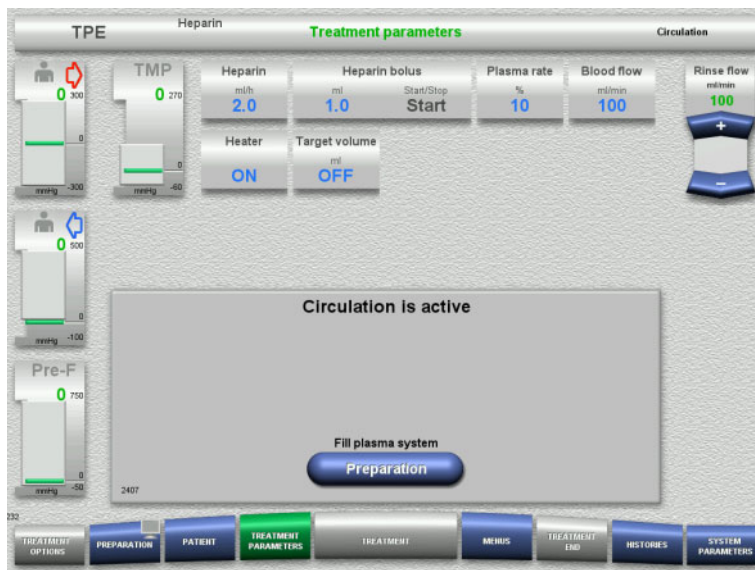 TPE
Heparin
Treatment parameters
Circulation
0 300
0
mmHg -300
TMP
0 270
0
mmHg -60
Heparin
ml/h
2.0
Heparin bolus
ml Start/Stop
1.0 Start
Plasma rate
%
10
Blood flow
ml/min
100
Rinse flow
ml/min
100
+
–
Heater
ON
Target volume
ml
OFF
0 500
0
mmHg -100
Pre-F
0 750
0
mmHg -50
Circulation is active
Fill plasma system
Preparation
2407
232
TREATMENT
OPTIONS
PREPARATION
PATIENT
TREATMENT
PARAMETERS
TREATMENT
MENUS
TREATMENT
END
HISTORIES
SYSTEM
PARAMETERS